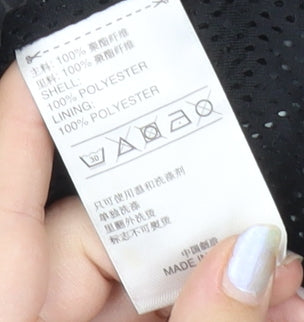 主料: 100% 聚酯纤维
里料: 100% 聚酯纤维
SHELL:
100% POLYESTER
LINING:
100% POLYESTER
30
只可使用温和洗涤剂
单独洗涤
里翻外洗烫
标志不可熨烫
中国制造
MADE IN